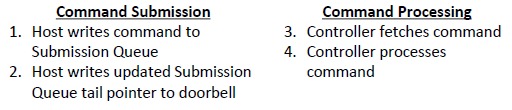 Command Submission
1. Host writes command to
Submission Queue
2. Host writes updated Submission
Queue tail pointer to doorbell
Command Processing
3. Controller fetches command
4. Controller processes
command